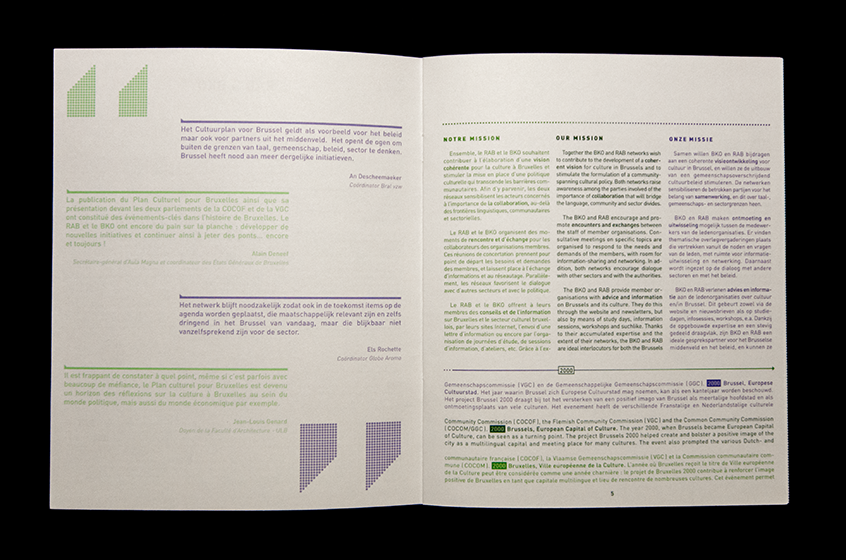 Het Cultuurplan voor Brussel geldt als voorbeeld voor het beleid
maar ook voor partners uit het middenveld. Het opent de ogen om
buiten de grenzen van taal, gemeenschap, beleid, sector te denken.
Brussel heeft nood aan meer dergelijke initiatieven.
An Descheemaeker
Coördinator Bral vzw
La publication du Plan Culturel pour Bruxelles ainsi que sa
présentation devant les deux parlements de la COCOF et de la VGC
ont constitué des évènements-clés dans l'histoire de Bruxelles. Le
RAB et le BKO ont encore du pain sur la planche : développer de
nouvelles initiatives et continuer ainsi à jeter des ponts... encore
et toujours !
Alain Deneef
Secrétaire général d'Aula Magna et coordinateur des Etats Généraux de Bruxelles
Het netwerk blijft noodzakelijk zodat ook in de toekomst items op de
agenda worden geplaatst, die maatschappelijk relevant zijn en zelfs
dringend in het Brussel van vandaag, maar die blijkbaar niet
vanzelfsprekend zijn voor de sector.
Els Rochette
Coördinator Globe Aroma
Il est frappant de constater à quel point, même si c'est parfois avec
beaucoup de méfiance, le Plan culturel pour Bruxelles est devenu
un horizon des réflexions sur la culture à Bruxelles au sein du
monde politique, mais aussi du monde économique par exemple.
Jean-Louis Genard
Doyen de la Faculté d'Architecture - ULB
NOTRE MISSION
Ensemble, le RAB et le BKO souhaitent
contribuer à l'élaboration d'une vision
cohérente pour la culture à Bruxelles et
stimuler la mise en place d'une politique
culturelle qui transcende les barrières com-
munautaires. Afin d'y parvenir, les deux
réseaux sensibilisent les acteurs concernés
à l'importance de la collaboration, au-delà
des frontières linguistiques, communautaires
et sectorielles.
Le RAB et le BKO organisent des mo-
ments de rencontre et d'échange pour les
collaborateurs des organisations membres.
Ces réunions de concertation prennent pour
point de départ les besoins et demandes
des membres, et laissent place à l'échange
d'informations et au réseautage. Parallèle-
ment, les réseaux favorisent le dialogue
avec d'autres secteurs et avec le politique.
Le RAB et le BKO offrent à leurs
membres des conseils et de l'information
sur Bruxelles et le secteur culturel bruxel-
lois, par leurs sites Internet, l'envoi d'une
lettre d'information ou encore par l'orga-
nisation de journées d'étude, de sessions
d'information, d'ateliers, etc. Grâce à l'ex-
OUR MISSION
Together the BKO and RAB networks wish
to contribute to the development of a coher-
ent vision for culture in Brussels and to
stimulate the formulation of a community-
spanning cultural policy. Both networks raise
awareness among the parties involved of the
importance of collaboration that will bridge
the language, community and sector divides.
The BKO and RAB encourage and pro-
mote encounters and exchanges between
the staff of member organisations. Con-
sultative meetings on specific topics are
organised to respond to the needs and
demands of the members, with room for
information-sharing and networking. In ad-
dition, both networks encourage dialogue
with other sectors and with the authorities.
The BKO and RAB provide member or-
ganisations with advice and information
on Brussels and its culture. They do this
through the website and newsletters, but
also by means of study days, information
sessions, workshops and suchlike. Thanks
to their accumulated expertise and the
extent of their networks, the BKO and RAB
are ideal interlocutors for both the Brussels
ONZE MISSIE
Samen willen BKO en RAB bijdragen
aan een coherente visieontwikkeling voor
cultuur in Brussel, en willen ze de uitbouw
van een gemeenschapsoverschrijdend
cultuurbeleid stimuleren. De netwerken
sensibiliseren de betrokken partijen voor het
belang van samenwerking, en dit over taal-,
gemeenschaps- en sectorgrenzen heen.
BKO en RAB maken ontmoeting en
uitwisseling mogelijk tussen de medewer-
kers van de ledenorganisaties. Er vinden
thematische overlegvergaderingen plaats
die vertrekken vanuit de noden en vragen
van de leden, met ruimte voor informatie-
uitwisseling en netwerking. Daarnaast
wordt ingezet op de dialoog met andere
sectoren en met het beleid.
BKO en RAB verlenen advies en informa-
tie aan de ledenorganisaties over cultuur
en/in Brussel. Dit gebeurt zowel via de
website en nieuwsbrieven als op studie-
dagen, infosessies, workshops, e.a. Dankzij
de opgebouwde expertise en een stevig
gedeeld draagvlak, zijn BKO en RAB een
ideale gesprekspartner voor het Brusselse
middenveld en het beleid, en kunnen ze
2000
Gemeenschapscommissie (VGC) en de Gemeenschappelijke Gemeenschapscommissie (GGC). 2000 Brussel, Europese
Cultuurstad. Het jaar waarin Brussel zich Europese Cultuurstad mag noemen, kan als een kanteljaar worden beschouwd.
Het project Brussel 2000 draagt bij tot het versterken van een positief imago van Brussel als meertalige hoofdstad en als
ontmoetingsplaats van vele culturen. Het evenement heeft de verschillende Franstalige en Nederlandstalige culturele
Community Commission (COCOF), the Flemish Community Commission (VGC) and the Common Community Commission
(COCOM/GGC). 2000 Brussels, European Capital of Culture. The year 2000, when Brussels became European Capital
of Culture, can be seen as a turning point. The project Brussels 2000 helped create and bolster a positive image of the
city as a multilingual capital and meeting place for many cultures. The event also prompted the various Dutch- and
communautaire française (COCOF), la Vlaamse Gemeenschapscommissie (VGC) et la Commission communautaire com-
mune (COCOM). 2000 Bruxelles, Ville européenne de la Culture. L'année où Bruxelles reçoit le titre de Ville européenne
de la Culture peut être considérée comme une année charnière : le projet de Bruxelles 2000 contribue à renforcer l'image
positive de Bruxelles en tant que capitale multilingue et lieu de rencontre de nombreuses cultures. Cet évènement permet
5